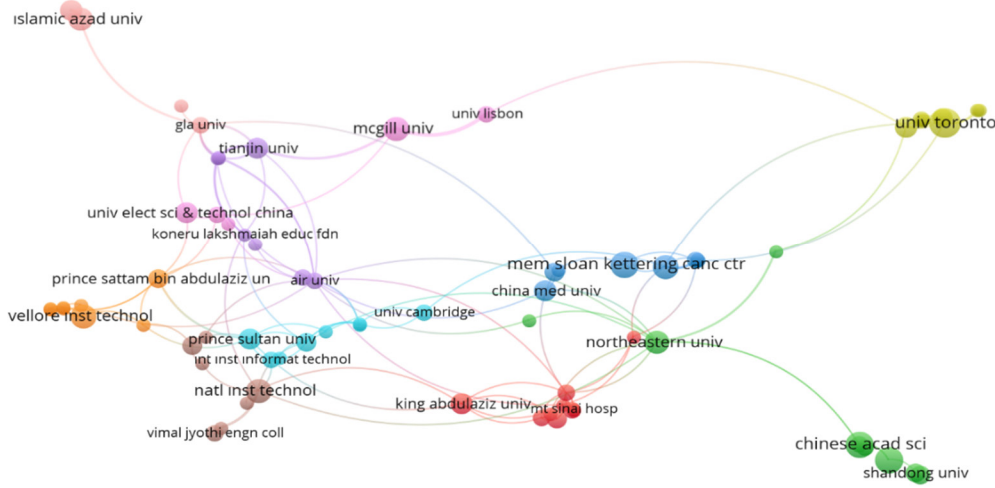 ıslamic azad univ
gla univ
tianjin univ
mcgill univ
univ lisbon
univ toronto
univ elect sci & technol china
koneru lakshmaiah educ fdn
prince sattam bin abdulaziz un
air univ
mem sloan kettering canc ctr
china med univ
vellore inst technol
univ cambridge
prince sultan univ
ınt ınst ınformat technol
northeastern univ
natl ınst technol
king abdulaziz univ
mt sinai hosp
vimal jyothi engn coll
chinese acad sci
shandong univ